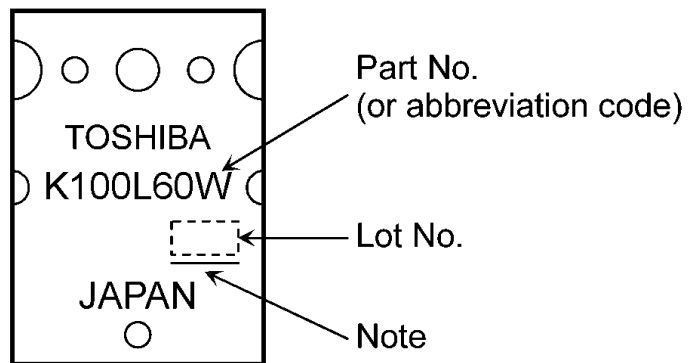 Part No.
(or abbreviation code)
TOSHIBA
K100L60W
Lot No.
JAPAN
Note